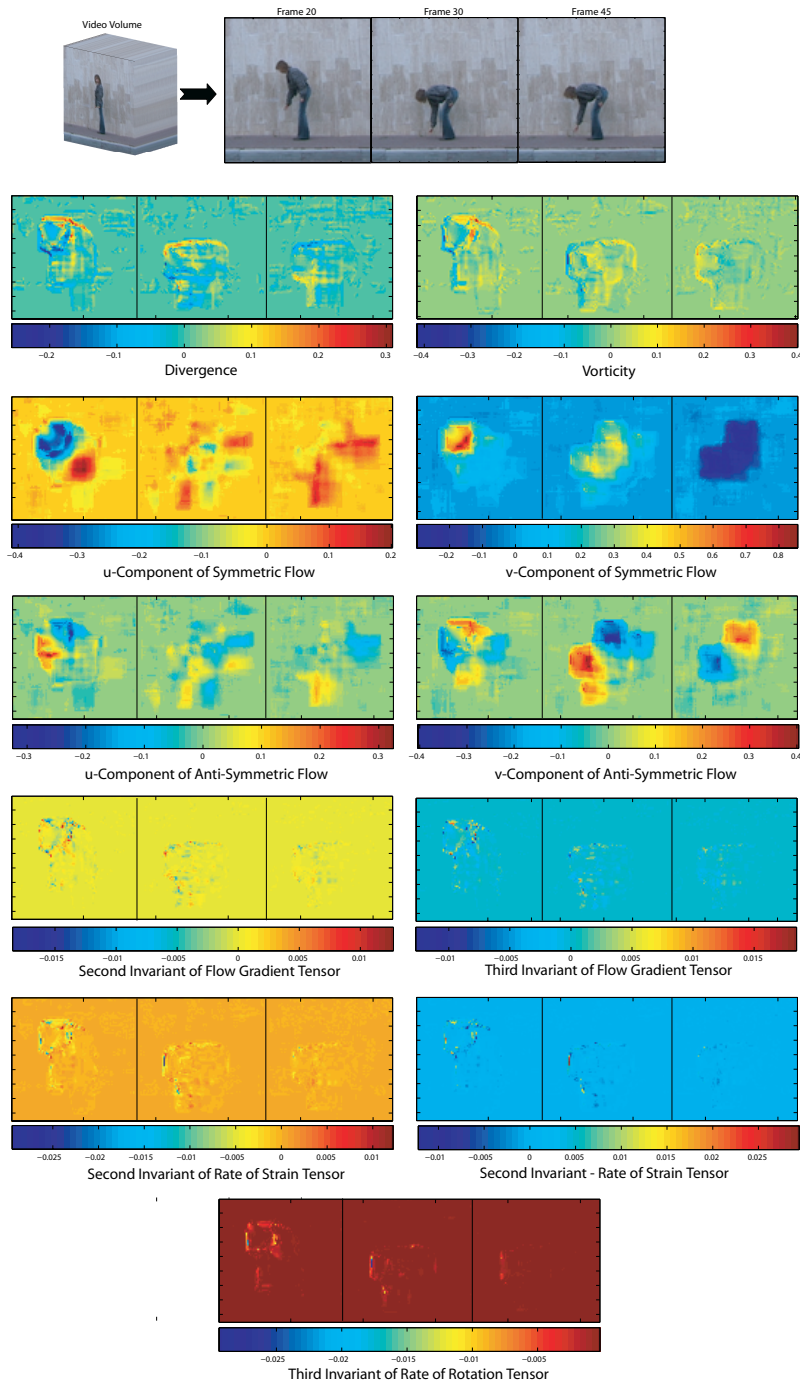 Video Volume
Frame 20 Frame 30 Frame 45
−0.2 −0.1 0 0.1 0.2 0.3
Divergence
−0.4 −0.3 −0.2 −0.1 0 0.1 0.2 0.3 0.4
Vorticity
−0.4 −0.3 −0.2 −0.1 0 0.1 0.2
u-Component of Symmetric Flow
−0.2 −0.1 0 0.1 0.2 0.3 0.4 0.5 0.6 0.7 0.8
v-Component of Symmetric Flow
−0.3 −0.2 −0.1 0 0.1 0.2 0.3
u-Component of Anti-Symmetric Flow
−0.4 −0.3 −0.2 −0.1 0 0.1 0.2 0.3 0.4
v-Component of Anti-Symmetric Flow
−0.015 −0.01 −0.005 0 0.005 0.01
Second Invariant of Flow Gradient Tensor
−0.01 −0.005 0 0.005 0.01 0.015
Third Invariant of Flow Gradient Tensor
−0.025 −0.02 −0.015 −0.01 −0.005 0 0.005 0.01
Second Invariant of Rate of Strain Tensor
−0.01 −0.005 0 0.005 0.01 0.015 0.02 0.025
Second Invariant - Rate of Strain Tensor
−0.025 −0.02 −0.015 −0.01 −0.005
Third Invariant of Rate of Rotation Tensor